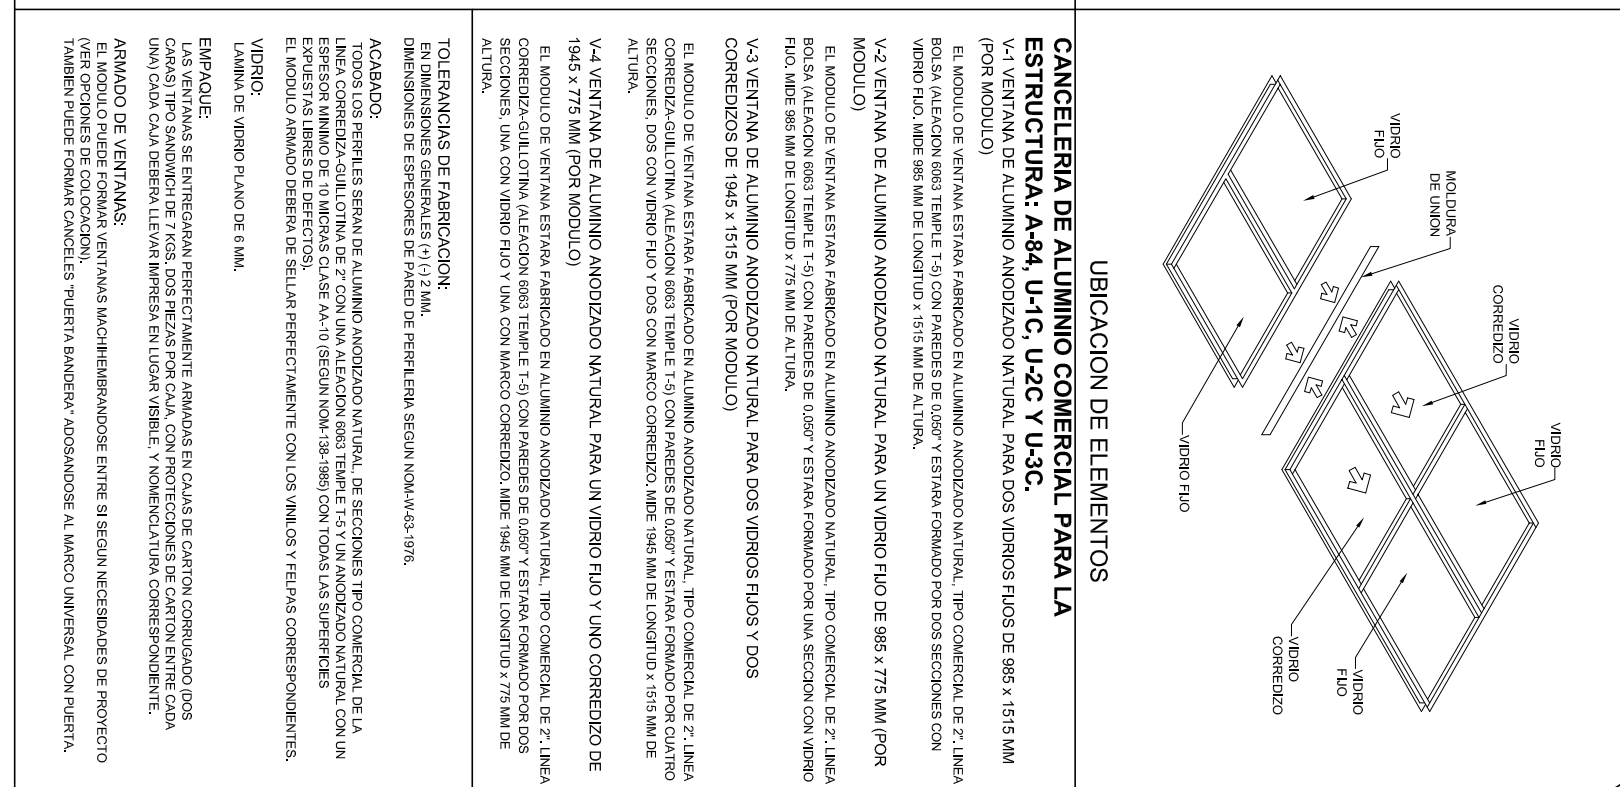 VIDRIO
FIJO
MOLDURA
DE UNION
VIDRIO
CORREDIZO
VIDRIO
FIJO
VIDRIO FIJO
VIDRIO
CORREDIZO
VIDRIO
FIJO
UBICACION DE ELEMENTOS
CANCELERIA DE ALUMINIO COMERCIAL PARA LA
ESTRUCTURA: A-84, U-1C, U-2C Y U-3C.
V-1 VENTANA DE ALUMINIO ANODIZADO NATURAL PARA DOS VIDRIOS FIJOS DE 985 x 1515 MM
(POR MODULO)
EL MODULO DE VENTANA ESTARA FABRICADO EN ALUMINIO ANODIZADO NATURAL, TIPO COMERCIAL DE 2". LINEA
BOLSA (ALEACION 6063 TEMPLE T-5) CON PAREDES DE 0.050" Y ESTARA FORMADO POR DOS SECCIONES CON
VIDRIO FIJO. MIDE 985 MM DE LONGITUD x 1515 MM DE ALTURA.
V-2 VENTANA DE ALUMINIO ANODIZADO NATURAL PARA UN VIDRIO FIJO DE 985 x 775 MM (POR
MODULO)
EL MODULO DE VENTANA ESTARA FABRICADO EN ALUMINIO ANODIZADO NATURAL, TIPO COMERCIAL DE 2". LINEA
BOLSA (ALEACION 6063 TEMPLE T-5) CON PAREDES DE 0.050" Y ESTARA FORMADO POR UNA SECCION CON VIDRIO
FIJO. MIDE 985 MM DE LONGITUD x 775 MM DE ALTURA.
V-3 VENTANA DE ALUMINIO ANODIZADO NATURAL PARA DOS VIDRIOS FIJOS Y DOS
CORREDIZOS DE 1945 x 1515 MM (POR MODULO)
EL MODULO DE VENTANA ESTARA FABRICADO EN ALUMINIO ANODIZADO NATURAL, TIPO COMERCIAL DE 2". LINEA
CORREDIZA-GUILLOTINA (ALEACION 6063 TEMPLE T-5) CON PAREDES DE 0.050" Y ESTARA FORMADO POR CUATRO
SECCIONES, DOS CON VIDRIO FIJO Y DOS CON MARCO CORREDIZO. MIDE 1945 MM DE LONGITUD x 1515 MM DE
ALTURA.
V-4 VENTANA DE ALUMINIO ANODIZADO NATURAL PARA UN VIDRIO FIJO Y UNO CORREDIZO DE
1945 x 775 MM (POR MODULO)
EL MODULO DE VENTANA ESTARA FABRICADO EN ALUMINIO ANODIZADO NATURAL, TIPO COMERCIAL DE 2". LINEA
CORREDIZA-GUILLOTINA (ALEACION 6063 TEMPLE T-5) CON PAREDES DE 0.050" Y ESTARA FORMADO POR DOS
SECCIONES, UNA CON VIDRIO FIJO Y UNA CON MARCO CORREDIZO. MIDE 1945 MM DE LONGITUD x 775 MM DE
ALTURA.
TOLERANCIAS DE FABRICACION:
EN DIMENSIONES GENERALES (+) (-) 2 MM.
DIMENSIONES DE ESPESORES DE PARED DE PERFILERIA SEGUN NOM-W-63-1976.
ACABADO:
TODOS LOS PERFILES SERAN DE ALUMINIO ANODIZADO NATURAL, DE SECCIONES TIPO COMERCIAL DE LA
LINEA CORREDIZA-GUILLOTINA DE 2" CON UNA ALEACION 6063 TEMPLE T-5 Y UN ANODIZADO NATURAL CON UN
ESPESOR MINIMO DE 10 MICRAS CLASE AA-10 (SEGUN NOM-138-1985) CON TODAS LAS SUPERFICIES
EXPUESTAS LIBRES DE DEFECTOS).
EL MODULO ARMADO DEBERA DE SELLAR PERFECTAMENTE CON LOS VINILOS Y FELPAS CORRESPONDIENTES.
VIDRIO:
LAMINA DE VIDRIO PLANO DE 6 MM.
EMPAQUE:
LAS VENTANAS SE ENTREGARAN PERFECTAMENTE ARMADAS EN CAJAS DE CARTON CORRUGADO (DOS
CARAS) TIPO SANDWICH DE 7 KGS. DOS PIEZAS POR CAJA, CON PROTECCIONES DE CARTON ENTRE CADA
UNA) CADA CAJA DEBERA LLEVAR IMPRESA EN LUGAR VISIBLE, Y NOMENCLATURA CORRESPONDIENTE.
ARMADO DE VENTANAS:
EL MODULO PUEDE FORMAR VENTANAS MACHIHEMBRANDOSE ENTRE SI SEGUN NECESIDADES DE PROYECTO
(VER OPCIONES DE COLOCACION).
TAMBIEN PUEDE FORMAR CANCELES "PUERTA BANDERA" ADOSANDOSE AL MARCO UNIVERSAL CON PUERTA.